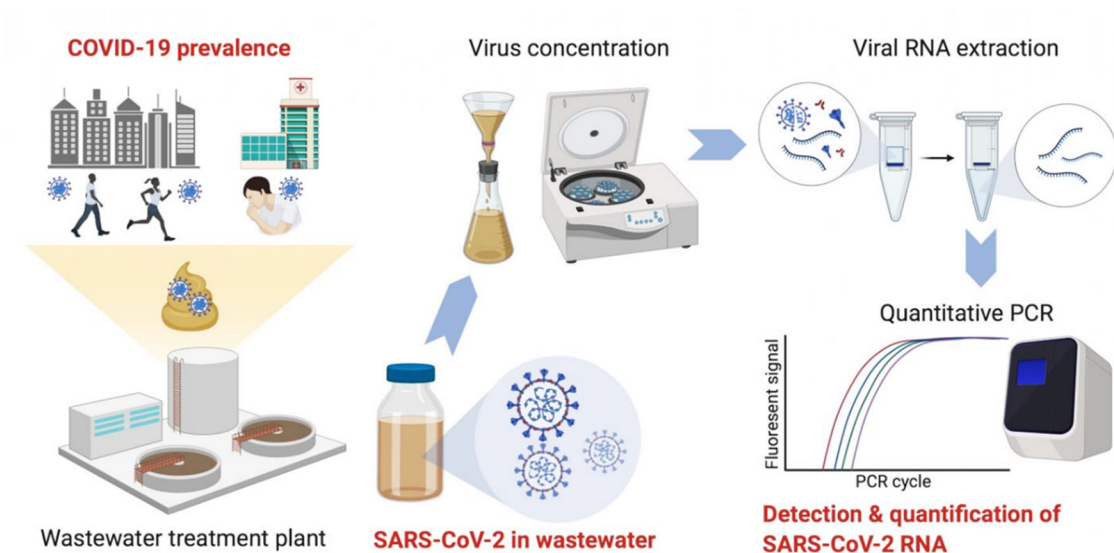 COVID-19 prevalence
Wastewater treatment plant
SARS-CoV-2 in wastewater
Virus concentration
Viral RNA extraction
Quantitative PCR
Fluoresent signal
PCR cycle
Detection & quantification of
SARS-CoV-2 RNA